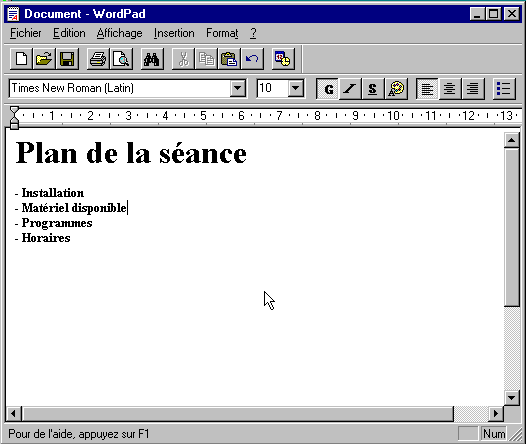 Document - WordPad
Fichier Edition Affichage Insertion Format ?
Times New Roman (Latin) 10 G I S
1 2 3 4 5 6 7 8 9 10 11 12 13
Plan de la séance
- Installation
- Matériel disponible
- Programmes
- Horaires
Pour de l'aide, appuyez sur F1 Num